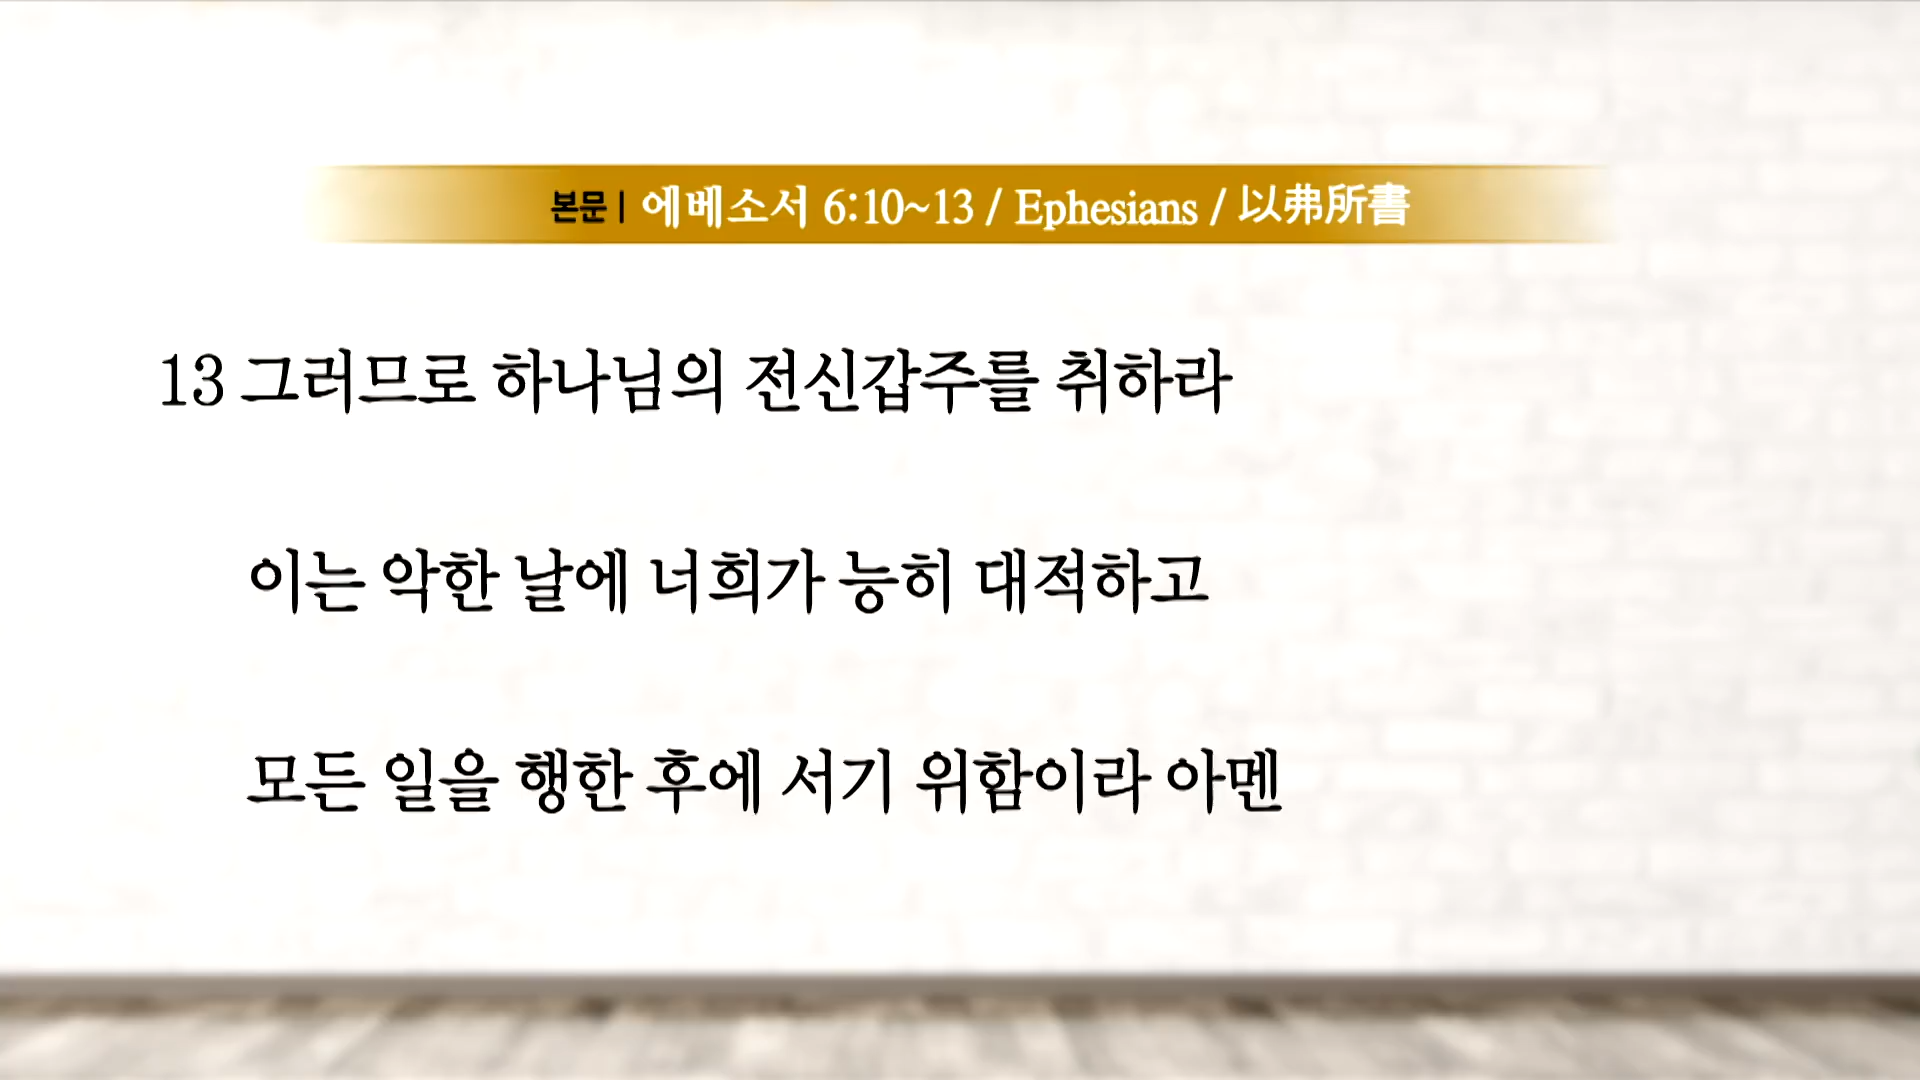 본문 | 에베소서 6:10~13 / Ephesians / 以弗所書
13 그러므로 하나님의 전신갑주를 취하라
이는 악한 날에 너희가 능히 대적하고
모든 일을 행한 후에 서기 위함이라 아멘